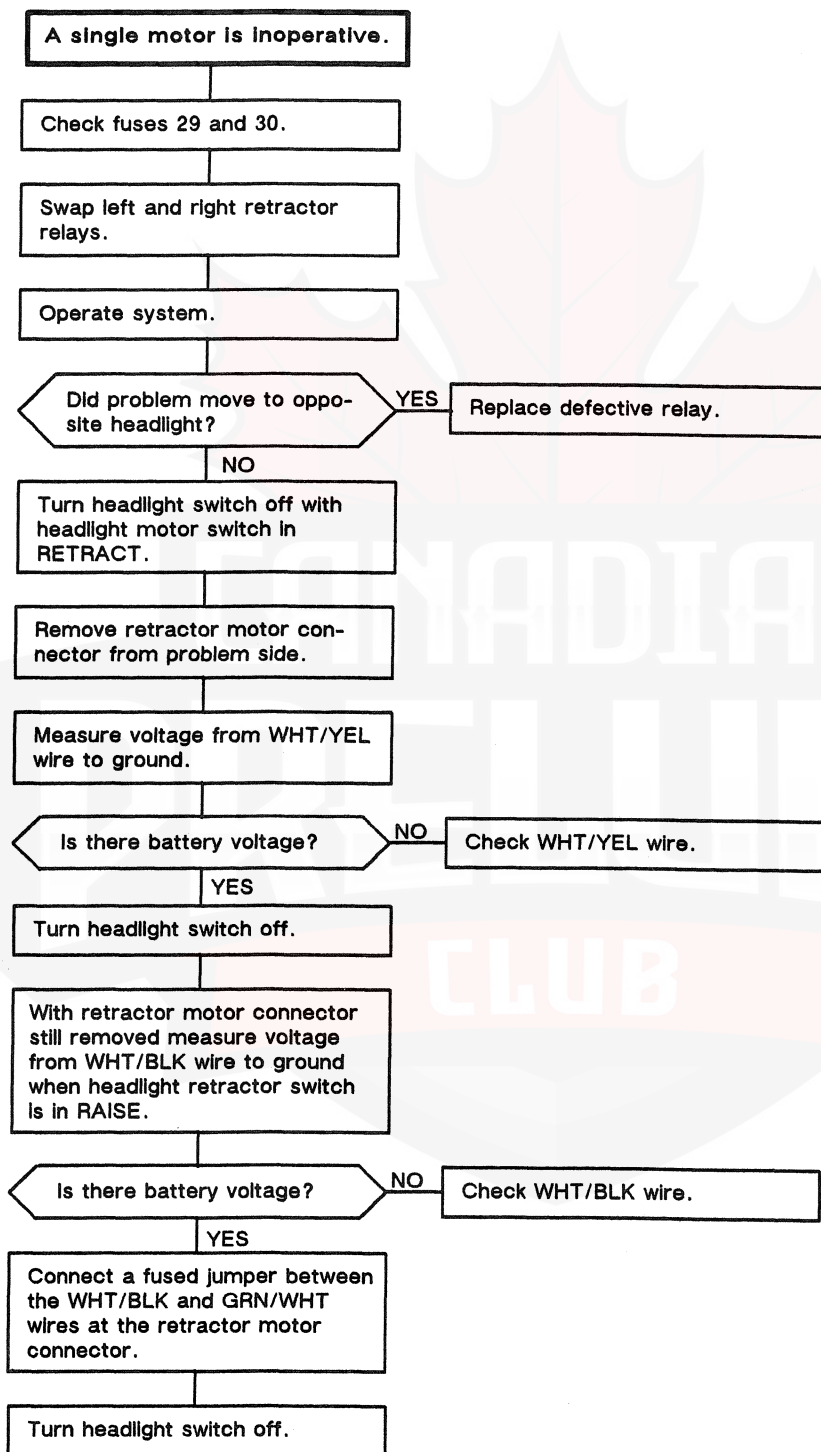 A single motor is inoperative.
Check fuses 29 and 30.
Swap left and right retractor
relays.
Operate system.
Did problem move to oppo-
site headlight?
YES
Replace defective relay.
NO
Turn headlight switch off with
headlight motor switch in
RETRACT.
Remove retractor motor con-
nector from problem side.
Measure voltage from WHT/YEL
wire to ground.
Is there battery voltage?
NO
Check WHT/YEL wire.
YES
Turn headlight switch off.
With retractor motor connector
still removed measure voltage
from WHT/BLK wire to ground
when headlight retractor switch
is in RAISE.
Is there battery voltage?
NO
Check WHT/BLK wire.
YES
Connect a fused jumper between
the WHT/BLK and GRN/WHT
wires at the retractor motor
connector.
Turn headlight switch off.
CANADIA
PRELU
CLUB